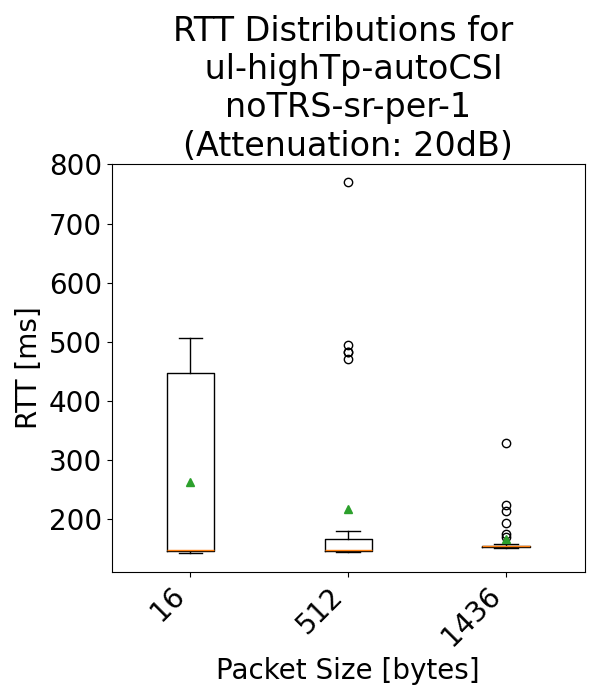 RTT Distributions for
ul-highTp-autoCSI
noTRS-sr-per-1
(Attenuation: 20dB)
800
700
600
500
400
300
200
RTT [ms]
16
512
1436
Packet Size [bytes]